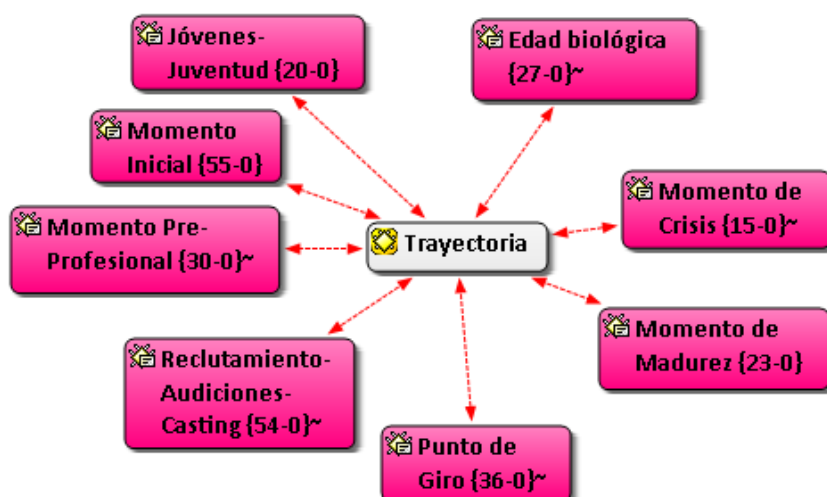 Jóvenes-
Juventud {20-0}
Edad biológica
{27-0}~
Momento
Inicial {55-0}
Momento de
Crisis {15-0}~
Momento Pre-
Profesional {30-0}~
Trayectoria
Momento de
Madurez {23-0}
Reclutamiento-
Audiciones-
Casting {54-0}~
Punto de
Giro {36-0}~